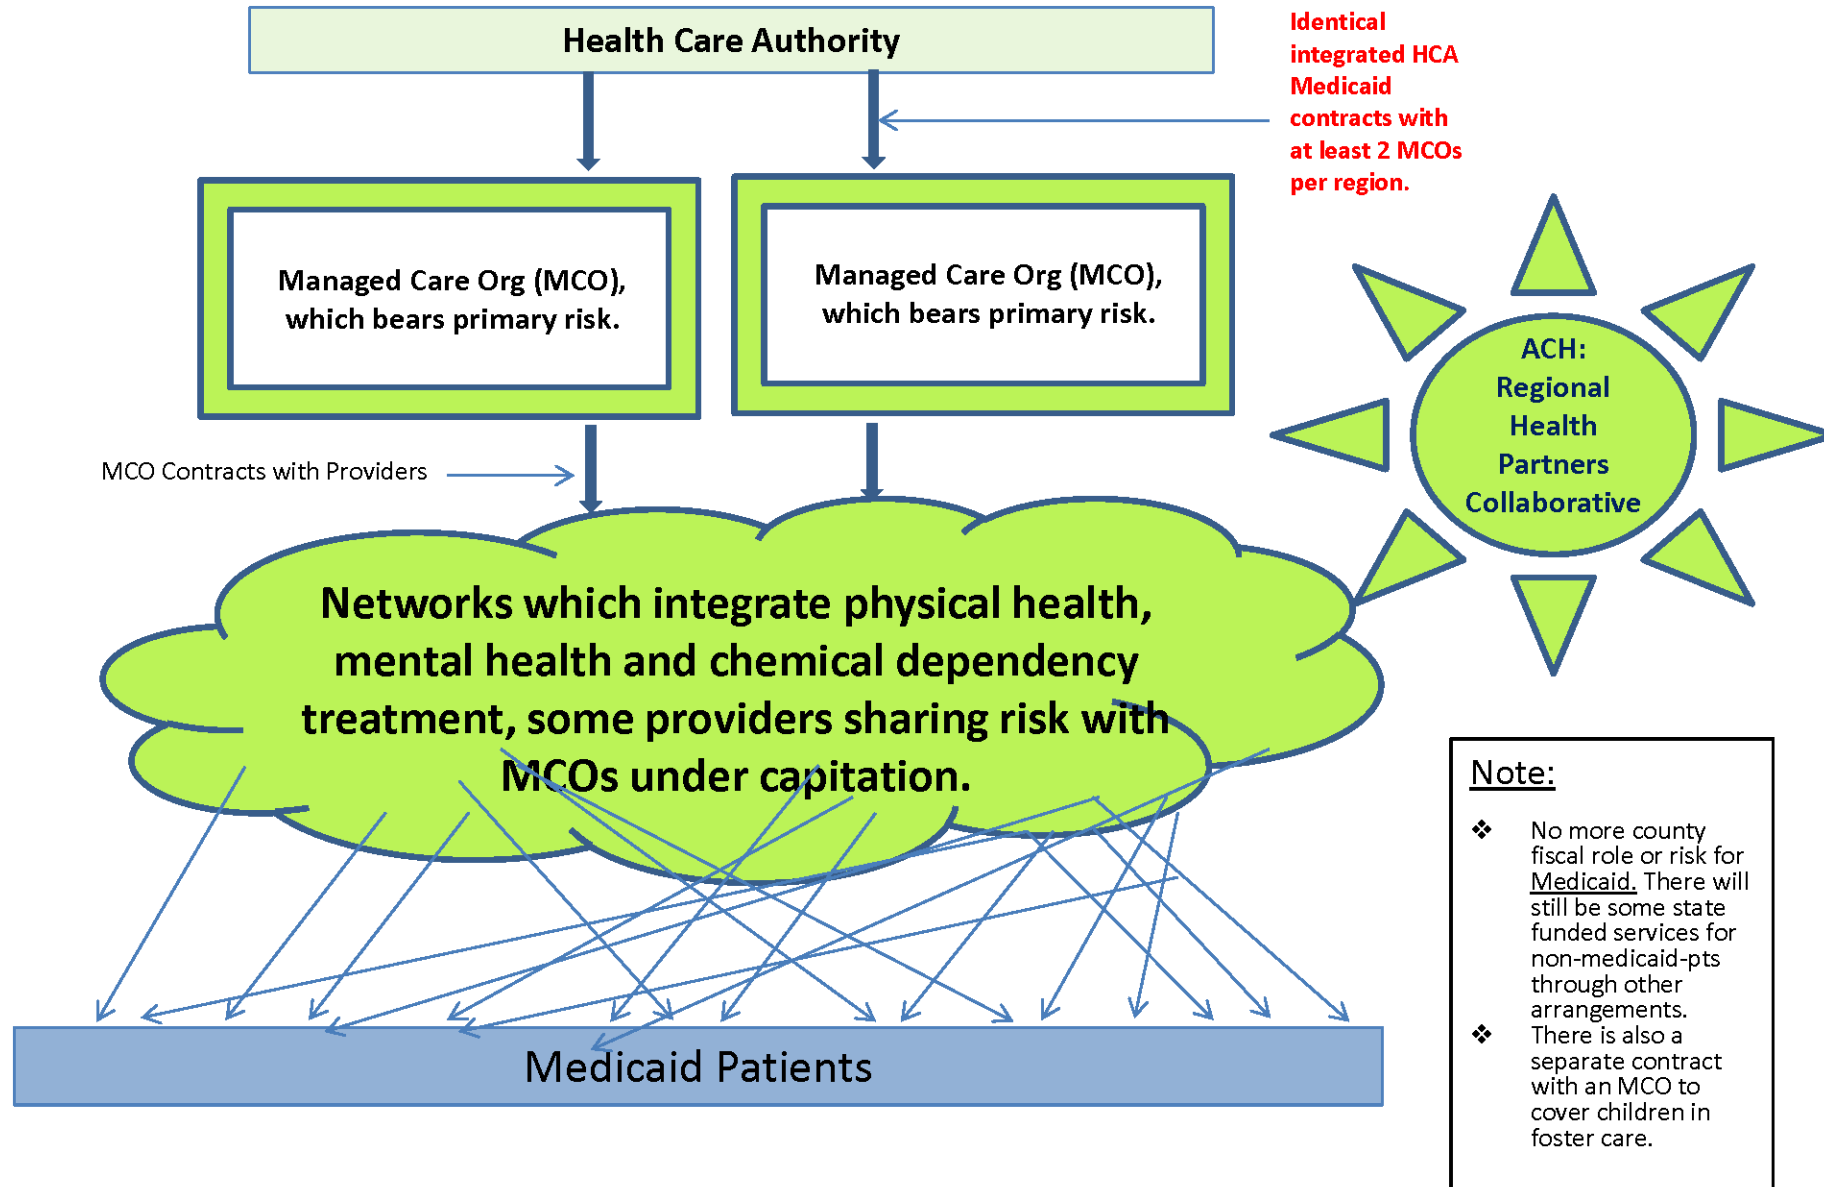 Health Care Authority
Identical
integrated HCA
Medicaid
contracts with
at least 2 MCOs
per region.
Managed Care Org (MCO),
which bears primary risk.
Managed Care Org (MCO),
which bears primary risk.
ACH:
Regional
Health
Partners
Collaborative
MCO Contracts with Providers
Networks which integrate physical health,
mental health and chemical dependency
treatment, some providers sharing risk with
MCOs under capitation.
Note:
❖ No more county
fiscal role or risk for
Medicaid. There will
still be some state
funded services for
non-medicaid-pts
through other
arrangements.
❖ There is also a
separate contract
with an MCO to
cover children in
foster care.
Medicaid Patients